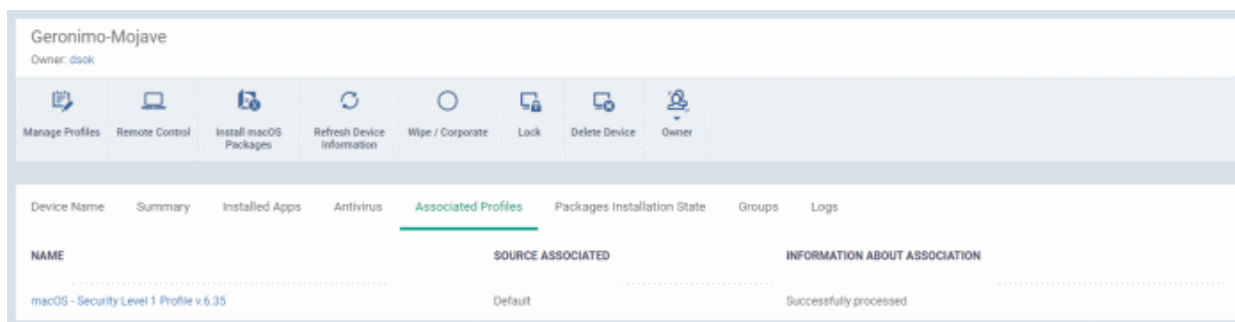 Geronimo-Mojave
Owner: dsok
Manage Profiles Remote Control Install macOS Packages Refresh Device Information Wipe / Corporate Lock Delete Device Owner
Device Name Summary Installed Apps Antivirus Associated Profiles Packages Installation State Groups Logs
NAME SOURCE ASSOCIATED INFORMATION ABOUT ASSOCIATION
macOS - Security Level 1 Profile v.6.35 Default Successfully processed